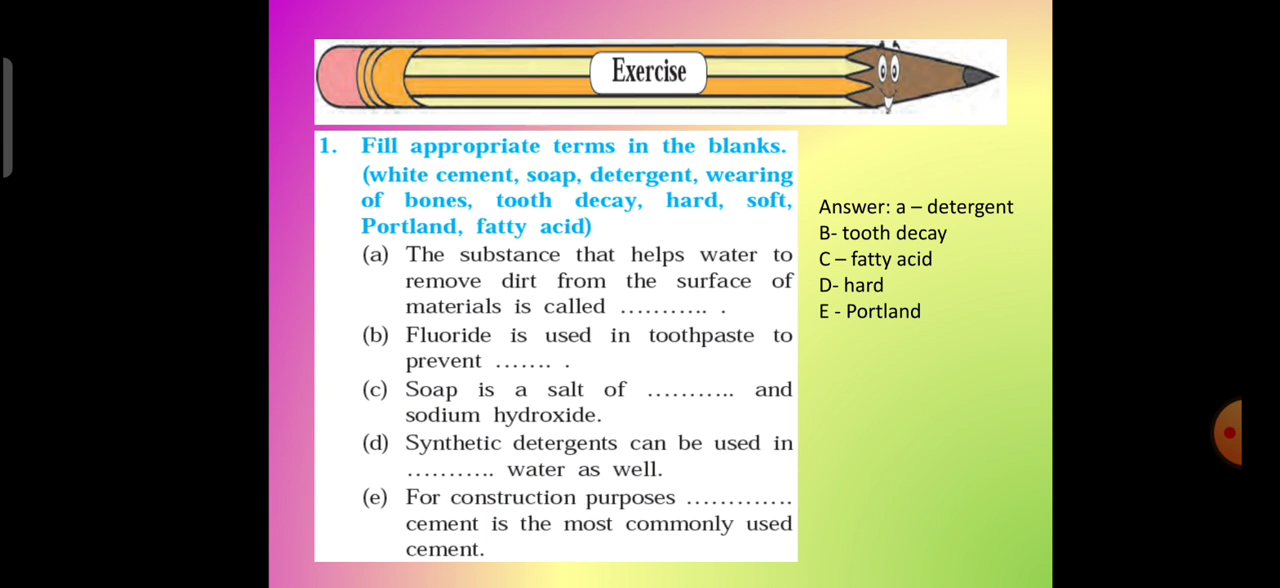 Exercise
1. Fill appropriate terms in the blanks.
(white cement, soap, detergent, wearing
of bones, tooth decay, hard, soft,
Portland, fatty acid)
(a) The substance that helps water to
remove dirt from the surface of
materials is called ........... .
(b) Fluoride is used in toothpaste to
prevent ....... .
(c) Soap is a salt of ........... and
sodium hydroxide.
(d) Synthetic detergents can be used in
........... water as well.
(e) For construction purposes .............
cement is the most commonly used
cement.
Answer: a – detergent
B- tooth decay
C – fatty acid
D- hard
E - Portland